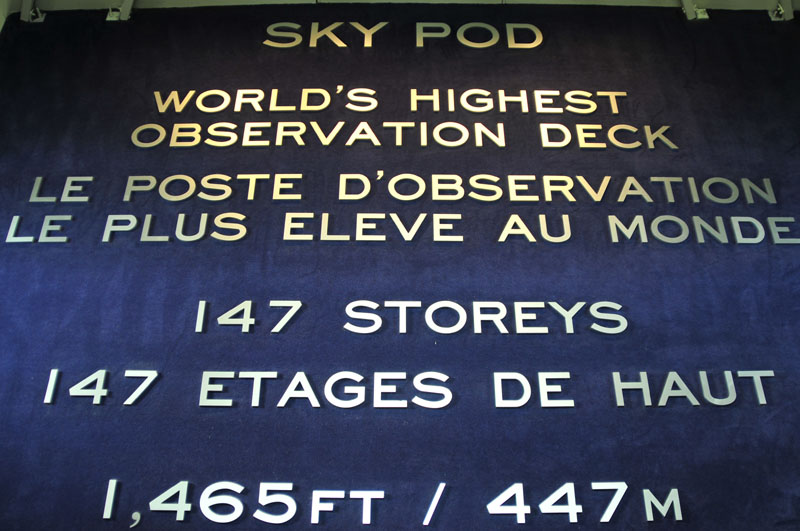 SKY POD
WORLD'S HIGHEST
OBSERVATION DECK
LE POSTE D'OBSERVATION
LE PLUS ELEVE AU MONDE
147 STOREYS
147 ETAGES DE HAUT
1,465FT / 447M